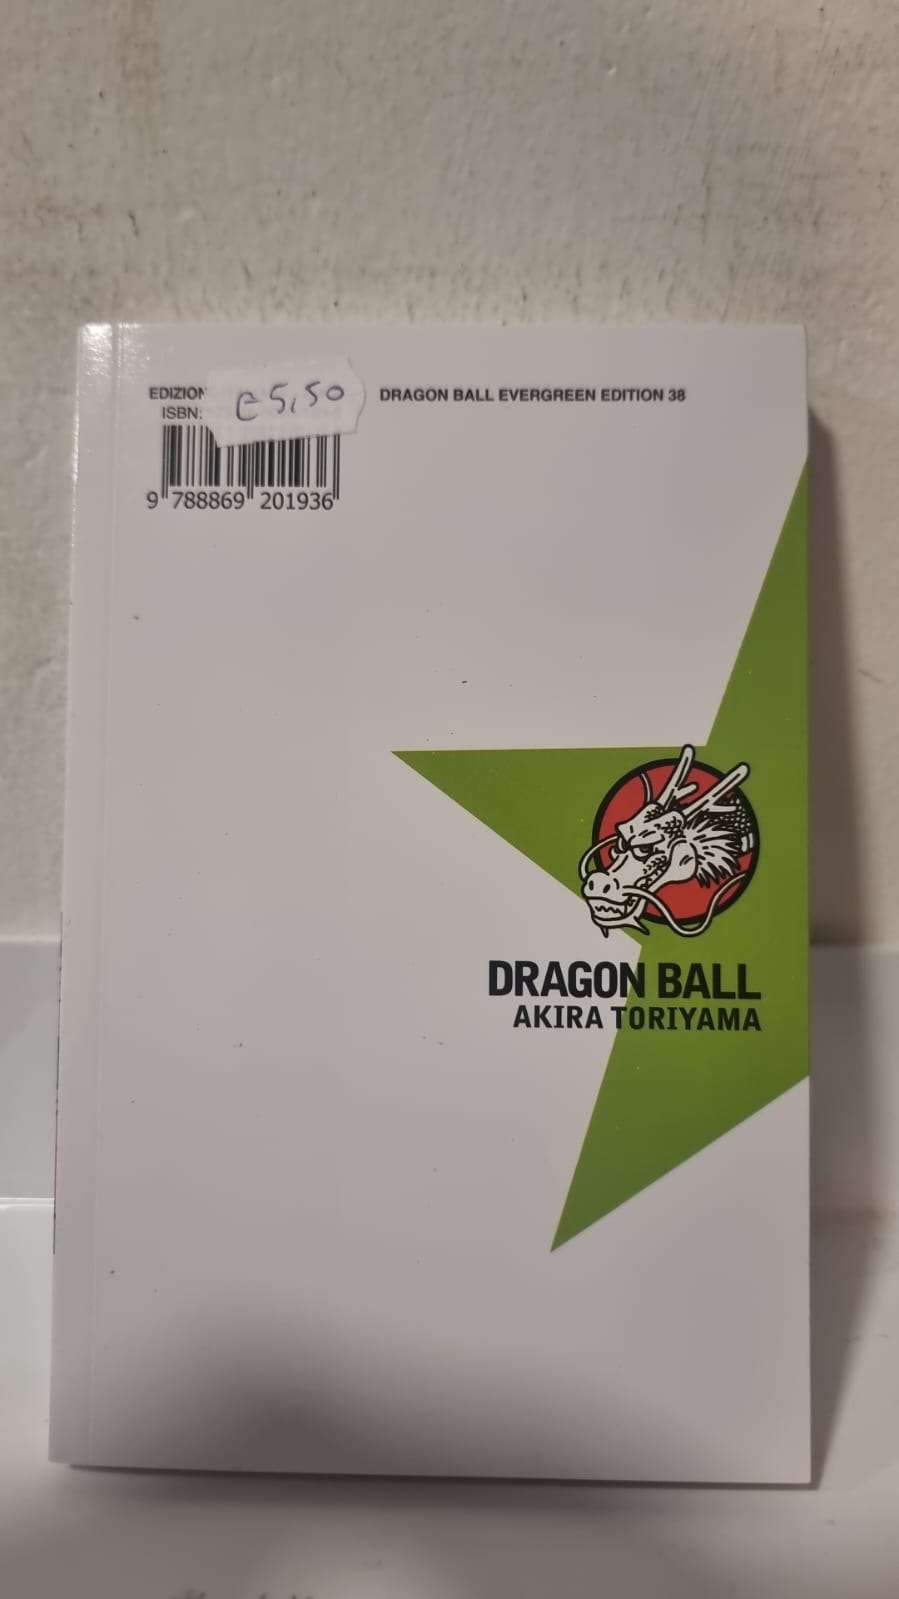 EDIZION
ISBN:
€5,50
DRAGON BALL EVERGREEN EDITION 38
9 788869 201936
DRAGON BALL
AKIRA TORIYAMA